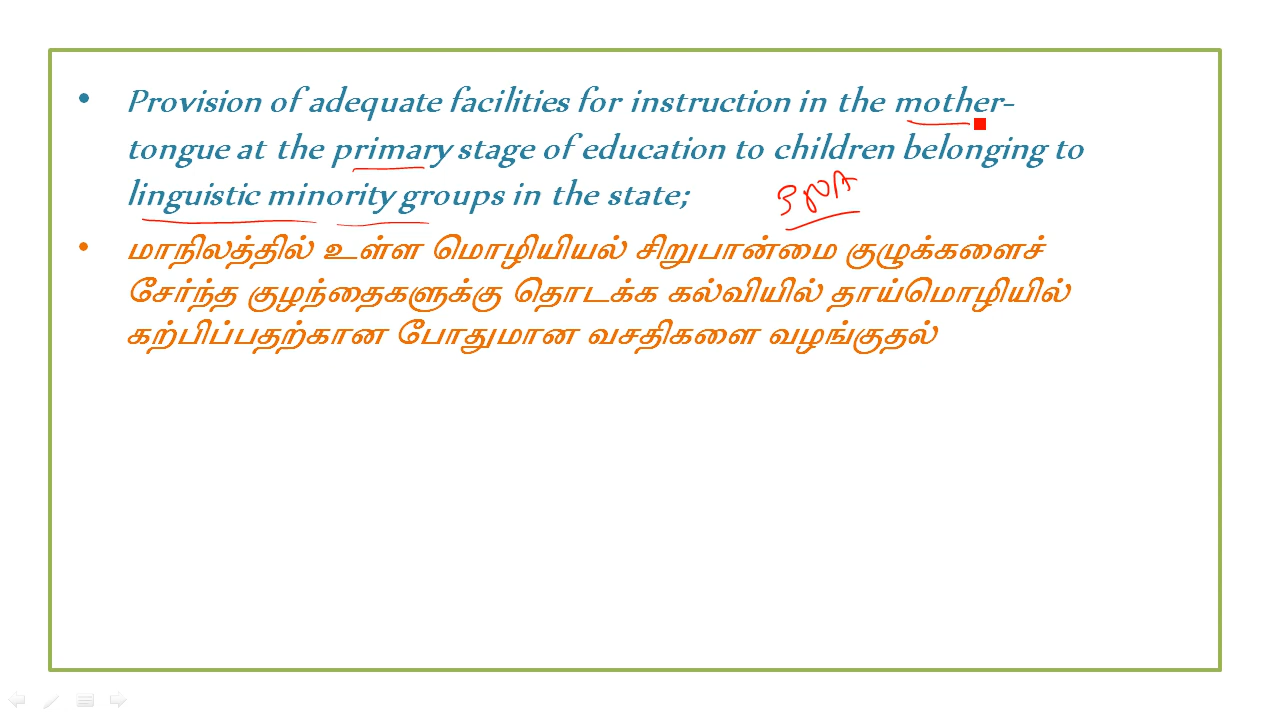 • Provision of adequate facilities for instruction in the mother-
tongue at the primary stage of education to children belonging to
linguistic minority groups in the state;
• மாநிலத்தில் உள்ள மொழியியல் சிறுபான்மை குழுக்களைச்
சேர்ந்த குழந்தைகளுக்கு தொடக்க கல்வியில் தாய்மொழியில்
கற்பிப்பதற்கான போதுமான வசதிகளை வழங்குதல்